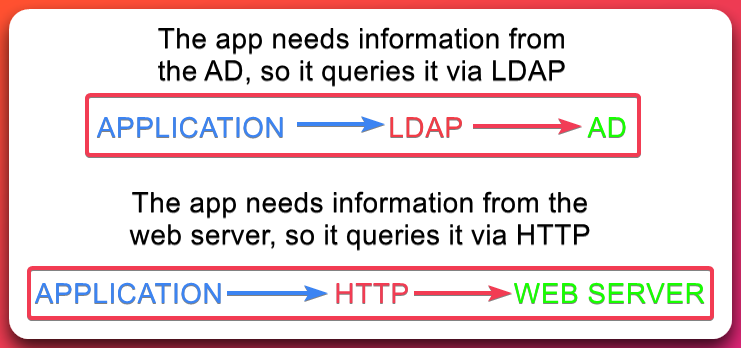 The app needs information from
the AD, so it queries it via LDAP
APPLICATION LDAP AD
The app needs information from the
web server, so it queries it via HTTP
APPLICATION HTTP WEB SERVER